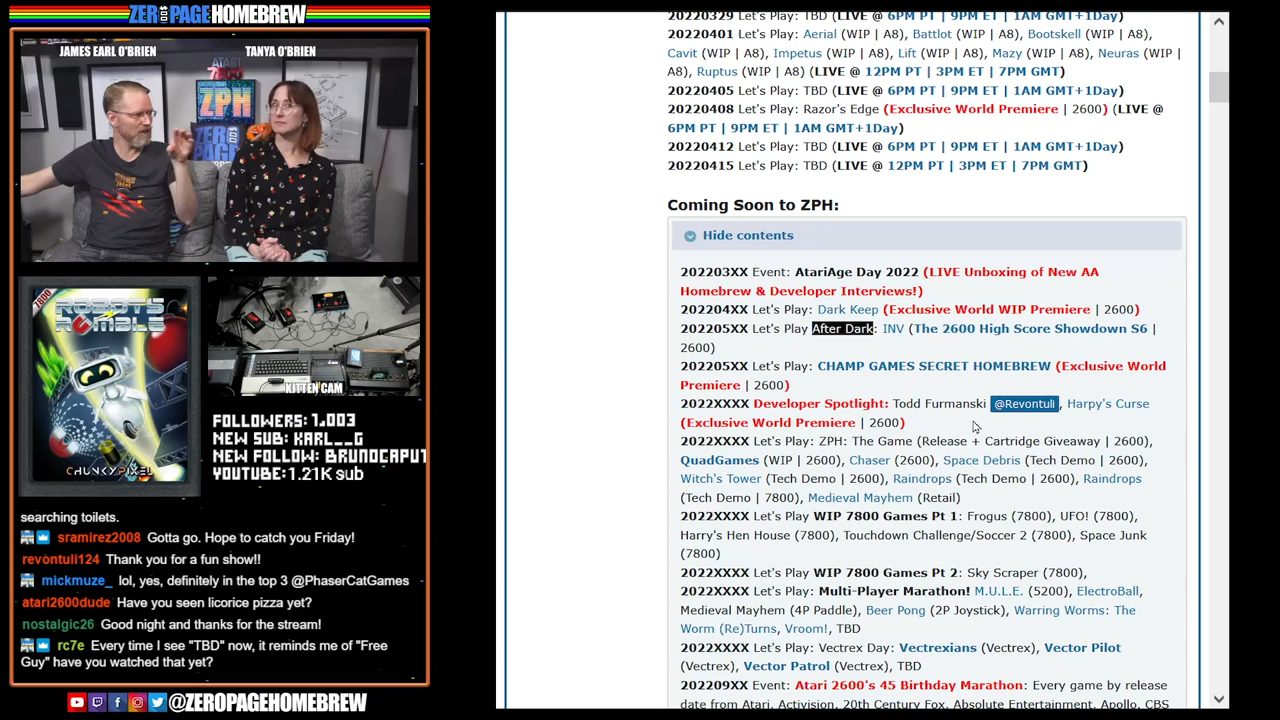 ZERO PAGE HOMEBREW
JAMES EARL O'BRIEN
TANYA O'BRIEN
ATARI
7800
ZPH
ZERO
PAGE
7800
ROBOTS
RUMBLE
CHUNKYPIXEL
KITTEN CAM
FOLLOWERS: 1,003
NEW SUB: KARL__G
NEW FOLLOW: BRUNOCAPUT
YOUTUBE: 1.21K sub
searching toilets.
sramirez2008 Gotta go. Hope to catch you Friday!
revontuli124 Thank you for a fun show!!
mickmuze_ lol, yes, definitely in the top 3 @PhaserCatGames
atari2600dude Have you seen licorice pizza yet?
nostalgic26 Good night and thanks for the stream!
rc7e Every time I see "TBD" now, it reminds me of "Free
Guy" have you watched that yet?
@ZEROPAGEHOMEBREW
20220329 Let's Play: TBD (LIVE @ 6PM PT | 9PM ET | 1AM GMT+1Day)
20220401 Let's Play: Aerial (WIP | A8), Battlot (WIP | A8), Bootskell (WIP | A8),
Cavit (WIP | A8), Impetus (WIP | A8), Lift (WIP | A8), Mazy (WIP | A8), Neuras (WIP |
A8), Ruptus (WIP | A8) (LIVE @ 12PM PT | 3PM ET | 7PM GMT)
20220405 Let's Play: TBD (LIVE @ 6PM PT | 9PM ET | 1AM GMT+1Day)
20220408 Let's Play: Razor's Edge (Exclusive World Premiere | 2600) (LIVE @
6PM PT | 9PM ET | 1AM GMT+1Day)
20220412 Let's Play: TBD (LIVE @ 6PM PT | 9PM ET | 1AM GMT+1Day)
20220415 Let's Play: TBD (LIVE @ 12PM PT | 3PM ET | 7PM GMT)
Coming Soon to ZPH:
Hide contents
202203XX Event: AtariAge Day 2022 (LIVE Unboxing of New AA
Homebrew & Developer Interviews!)
202204XX Let's Play: Dark Keep (Exclusive World WIP Premiere | 2600)
202205XX Let's Play After Dark: INV (The 2600 High Score Showdown S6 |
2600)
202205XX Let's Play: CHAMP GAMES SECRET HOMEBREW (Exclusive World
Premiere | 2600)
2022XXXX Developer Spotlight: Todd Furmanski @Revontuli, Harpy's Curse
(Exclusive World Premiere | 2600)
2022XXXX Let's Play: ZPH: The Game (Release + Cartridge Giveaway | 2600),
QuadGames (WIP | 2600), Chaser (2600), Space Debris (Tech Demo | 2600),
Witch's Tower (Tech Demo | 2600), Raindrops (Tech Demo | 2600), Raindrops
(Tech Demo | 7800), Medieval Mayhem (Retail)
2022XXXX Let's Play WIP 7800 Games Pt 1: Frogus (7800), UFO! (7800),
Harry's Hen House (7800), Touchdown Challenge/Soccer 2 (7800), Space Junk
(7800)
2022XXXX Let's Play WIP 7800 Games Pt 2: Sky Scraper (7800),
2022XXXX Let's Play: Multi-Player Marathon! M.U.L.E. (5200), ElectroBall,
Medieval Mayhem (4P Paddle), Beer Pong (2P Joystick), Warring Worms: The
Worm (Re)Turns, Vroom!, TBD
2022XXXX Let's Play: Vectrex Day: Vectrexians (Vectrex), Vector Pilot
(Vectrex), Vector Patrol (Vectrex), TBD
202209XX Event: Atari 2600's 45 Birthday Marathon: Every game by release
date from Atari, Activision, 20th Century Fox, Absolute Entertainment, Apollo, CBS